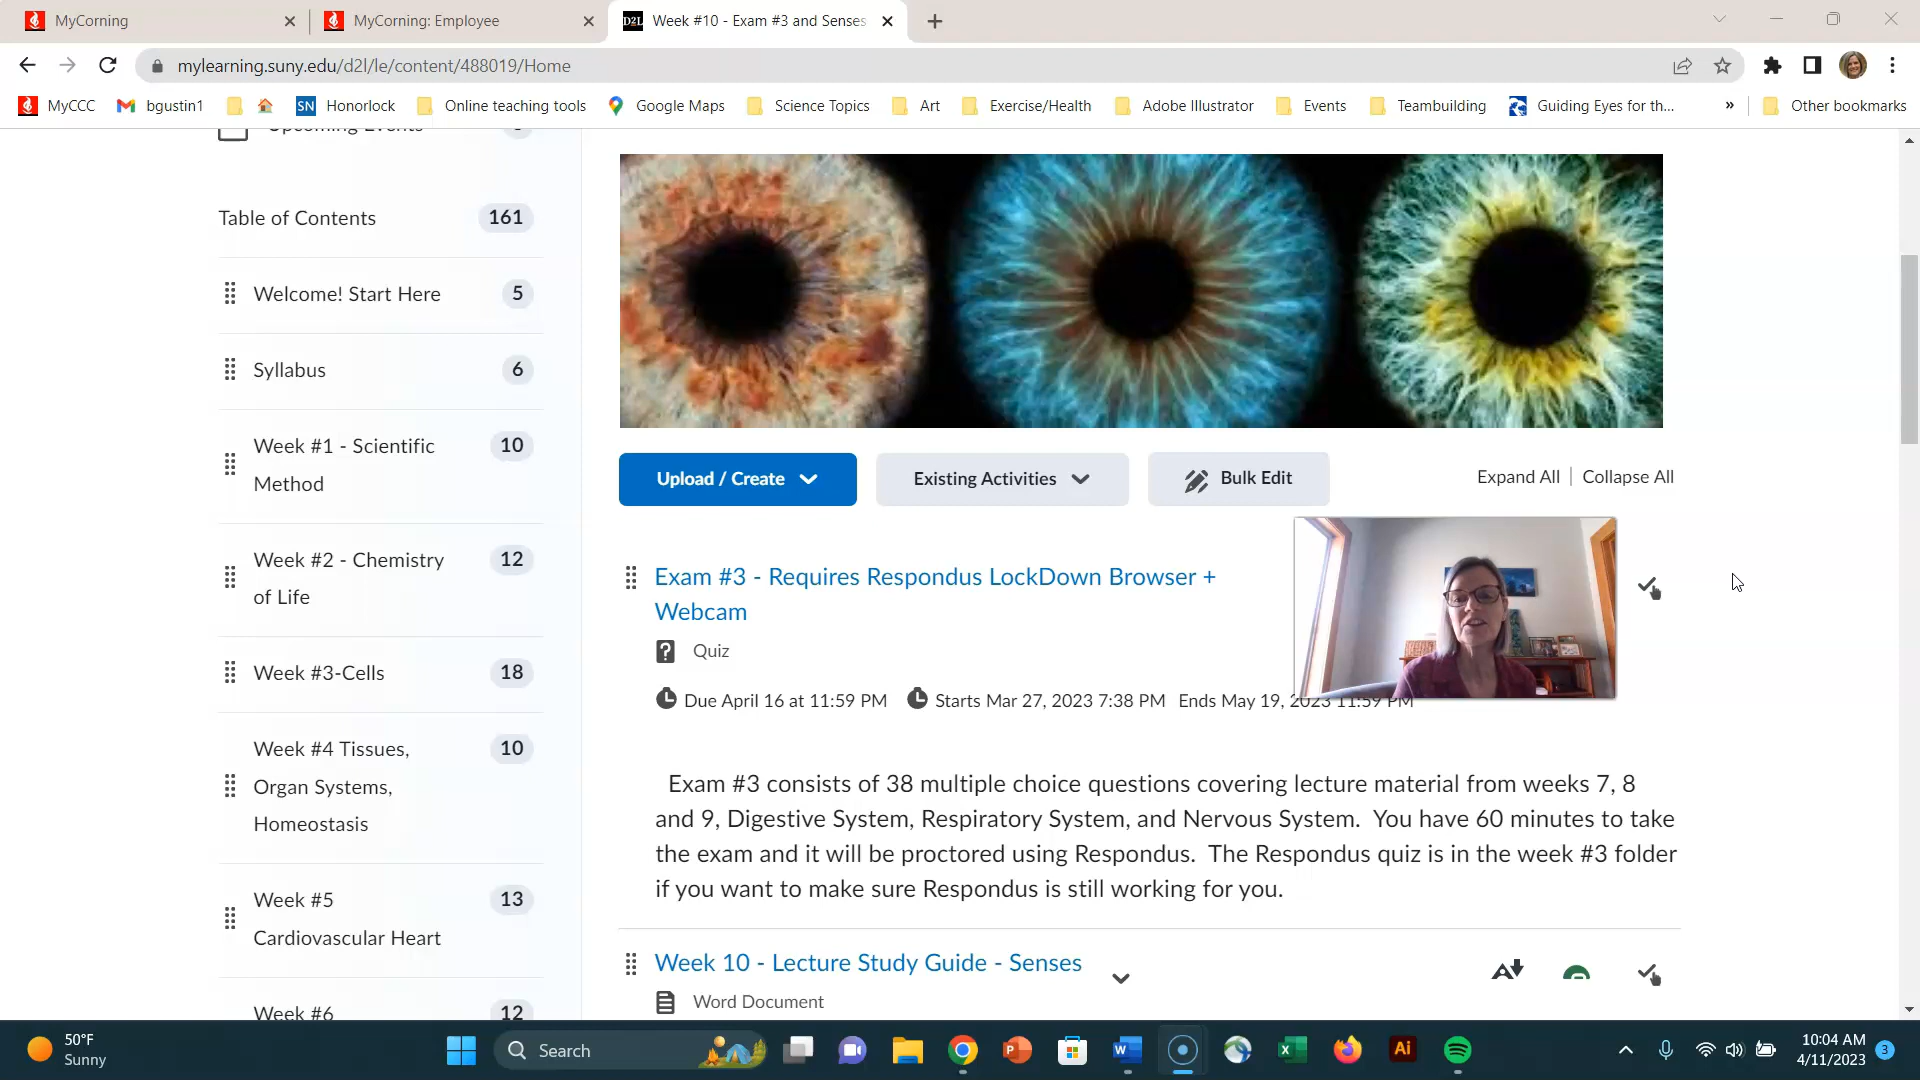 MyCorning
MyCorning: Employee
D2L Week #10 - Exam #3 and Senses
mylearning.suny.edu/d2l/le/content/488019/Home
MyCCC
bgustin1
SN Honorlock
Online teaching tools
Google Maps
Science Topics
Art
Exercise/Health
Adobe Illustrator
Events
Teambuilding
Guiding Eyes for th...
»
Other bookmarks
Upcoming Events
Table of Contents 161
Welcome! Start Here 5
Syllabus 6
Week #1 - Scientific 10
Method
Week #2 - Chemistry 12
of Life
Week #3-Cells 18
Week #4 Tissues, 10
Organ Systems,
Homeostasis
Week #5 13
Cardiovascular Heart
Week #6 12
Upload / Create
Existing Activities
Bulk Edit
Expand All | Collapse All
Exam #3 - Requires Respondus LockDown Browser +
Webcam
Quiz
Due April 16 at 11:59 PM Starts Mar 27, 2023 7:38 PM Ends May 19, 2023 11:59 PM
Exam #3 consists of 38 multiple choice questions covering lecture material from weeks 7, 8
and 9, Digestive System, Respiratory System, and Nervous System. You have 60 minutes to take
the exam and it will be proctored using Respondus. The Respondus quiz is in the week #3 folder
if you want to make sure Respondus is still working for you.
Week 10 - Lecture Study Guide - Senses
Word Document
50°F
Sunny
Search
Ai
10:04 AM
4/11/2023
3